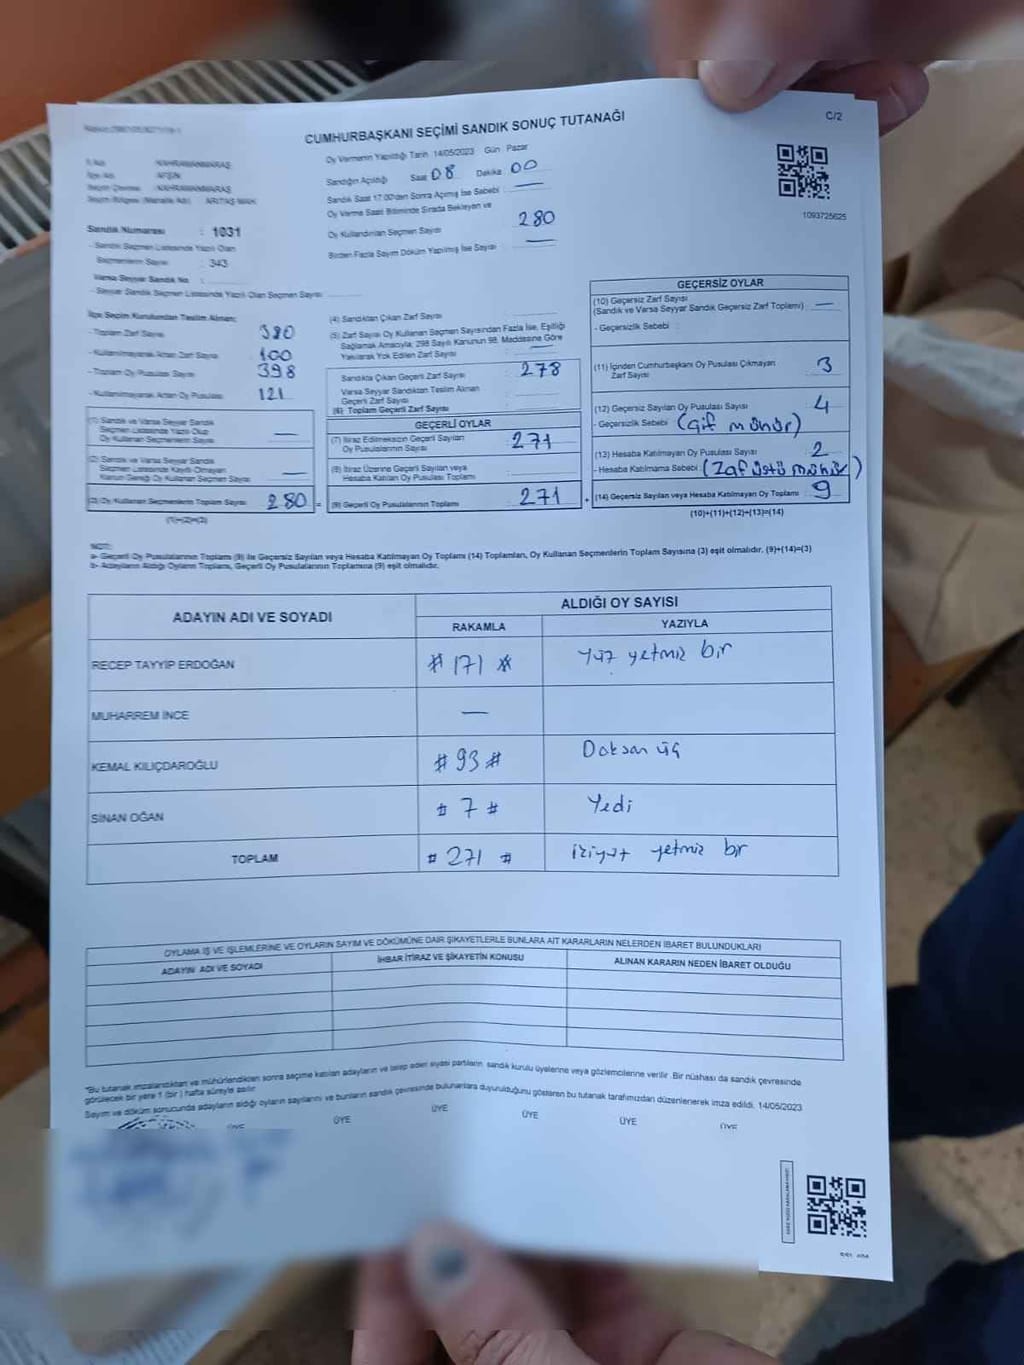 CUMHURBAŞKANI SEÇİMİ SANDIK SONUÇ TUTANAĞI
C/2
İl Adı KAHRAMANMARAŞ
İlçe Adı AFŞİN
Seçim Çevresi KAHRAMANMARAŞ
Seçim Bölgesi (Mahalle Adı) ARITAŞ MAH.
Oy Vermenin Yapıldığı Tarih 14/05/2023 Gün Pazar
Sandığın Açıldığı Saat 08 Dakika 00
Sandık Saat 17.00'den Sonra Açılmış İse Sebebi : —
Oy Verme Saati Bitiminde Sırada Bekleyen ve
Oy Kullandırılan Seçmen Sayısı : 280
Birden Fazla Sayım Döküm Yapılmış İse Sayısı : —
1093725625
Sandık Numarası : 1031
- Sandık Seçmen Listesinde Yazılı Olan
Seçmenlerin Sayısı : 343
Varsa Seyyar Sandık No :
- Seyyar Sandık Seçmen Listesinde Yazılı Olan Seçmen Sayısı
İlçe Seçim Kurulundan Teslim Alınan;
- Toplam Zarf Sayısı : 380
- Kullanılmayarak Artan Zarf Sayısı : 100
- Toplam Oy Pusulası Sayısı : 398
- Kullanılmayarak Artan Oy Pusulası : 121
(1) Sandık ve Varsa Seyyar Sandık
Seçmen Listesinde Yazılı Olup
Oy Kullanan Seçmenlerin Sayısı —
(2) Sandık ve Varsa Seyyar Sandık
Seçmen Listesinde Kayıtlı Olmayan
Kanun Gereği Oy Kullanan Seçmen Sayısı —
(3) Oy Kullanan Seçmenlerin Toplam Sayısı 280 =
(1)+(2)=(3)
(4) Sandıktan Çıkan Zarf Sayısı :
(5) Zarf Sayısı Oy Kullanan Seçmen Sayısından Fazla İse, Eşitliği
Sağlamak Amacıyla; 298 Sayılı Kanunun 98. Maddesine Göre
Yakılarak Yok Edilen Zarf Sayısı : —
Sandıkta Çıkan Geçerli Zarf Sayısı : 278
Varsa Seyyar Sandıktan Teslim Alınan
Geçerli Zarf Sayısı
(6) Toplam Geçerli Zarf Sayısı
GEÇERLİ OYLAR
(7) İtiraz Edilmeksizin Geçerli Sayılan
Oy Pusulalarının Sayısı : 271
(8) İtiraz Üzerine Geçerli Sayılan veya
Hesaba Katılan Oy Pusulası Toplamı
(9) Geçerli Oy Pusulalarının Toplamı : 271 +
GEÇERSİZ OYLAR
(10) Geçersiz Zarf Sayısı
(Sandık ve Varsa Seyyar Sandık Geçersiz Zarf Toplamı) : —
- Geçersizlik Sebebi :
(11) İçinden Cumhurbaşkanı Oy Pusulası Çıkmayan
Zarf Sayısı : 3
(12) Geçersiz Sayılan Oy Pusulası Sayısı : 4
- Geçersizlik Sebebi : (Çif mühür)
(13) Hesaba Katılmayan Oy Pusulası Sayısı : 2
- Hesaba Katılmama Sebebi : (Zaf üstü mühür)
(14) Geçersiz Sayılan veya Hesaba Katılmayan Oy Toplamı : 9
(10)+(11)+(12)+(13)=(14)
NOT:
a- Geçerli Oy Pusulalarının Toplamı (9) ile Geçersiz Sayılan veya Hesaba Katılmayan Oy Toplamı (14) Toplamları, Oy Kullanan Seçmenlerin Toplam Sayısına (3) eşit olmalıdır. (9)+(14)=(3)
b- Adayların Aldığı Oyların Toplamı, Geçerli Oy Pusulalarının Toplamına (9) eşit olmalıdır.
ADAYIN ADI VE SOYADI
ALDIĞI OY SAYISI
RAKAMLA YAZIYLA
RECEP TAYYİP ERDOĞAN # 171 # Yüz yetmiz bir
MUHARREM İNCE —
KEMAL KILIÇDAROĞLU # 93 # Doksan üç
SİNAN OĞAN # 7 # Yedi
TOPLAM # 271 # ikiyüz yetmiz bir
OYLAMA İŞ VE İŞLEMLERİNE VE OYLARIN SAYIM VE DÖKÜMÜNE DAİR ŞİKAYETLERLE BUNLARA AİT KARARLARIN NELERDEN İBARET BULUNDUKLARI
ADAYIN ADI VE SOYADI İHBAR İTİRAZ VE ŞİKAYETİN KONUSU ALINAN KARARIN NEDEN İBARET OLDUĞU
"Bu tutanak imzalandıktan ve mühürlendikten sonra seçime katılan adayların ve talep eden siyasi partilerin sandık kurulu üyelerine veya gözlemcilerine verilir. Bir nüshası da sandık çevresinde
görülecek bir yere 1 (bir) hafta süreyle asılır.
Sayım ve döküm sonucunda adayların aldığı oyların sayılarını ve bunların sandık çevresinde bulunanlara duyurulduğunu gösteren bu tutanak tarafımızdan düzenlenerek imza edildi. 14/05/2023
ÜYE ÜYE ÜYE ÜYE ÜYE ÜYE